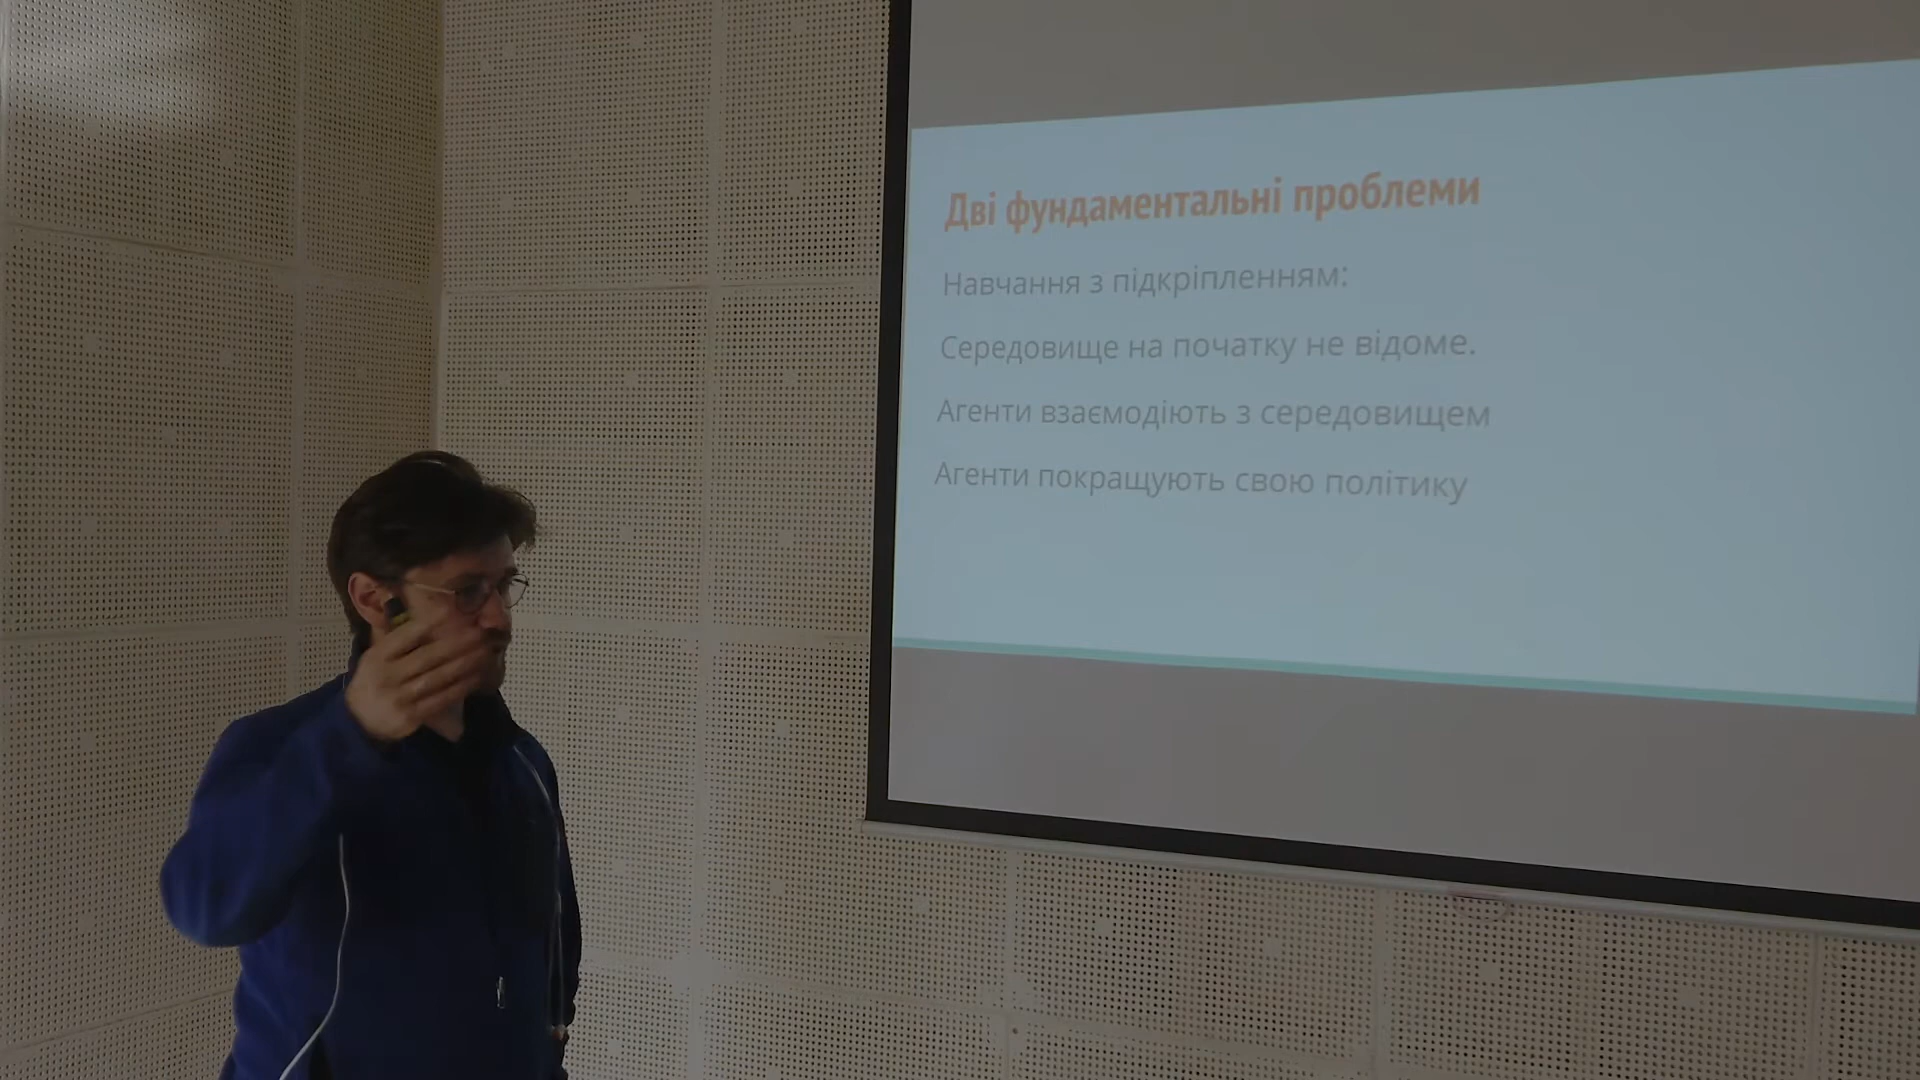 Дві фундаментальні проблеми
Навчання з підкріпленням:
Середовище на початку не відоме.
Агенти взаємодіють з середовищем
Агенти покращують свою політику